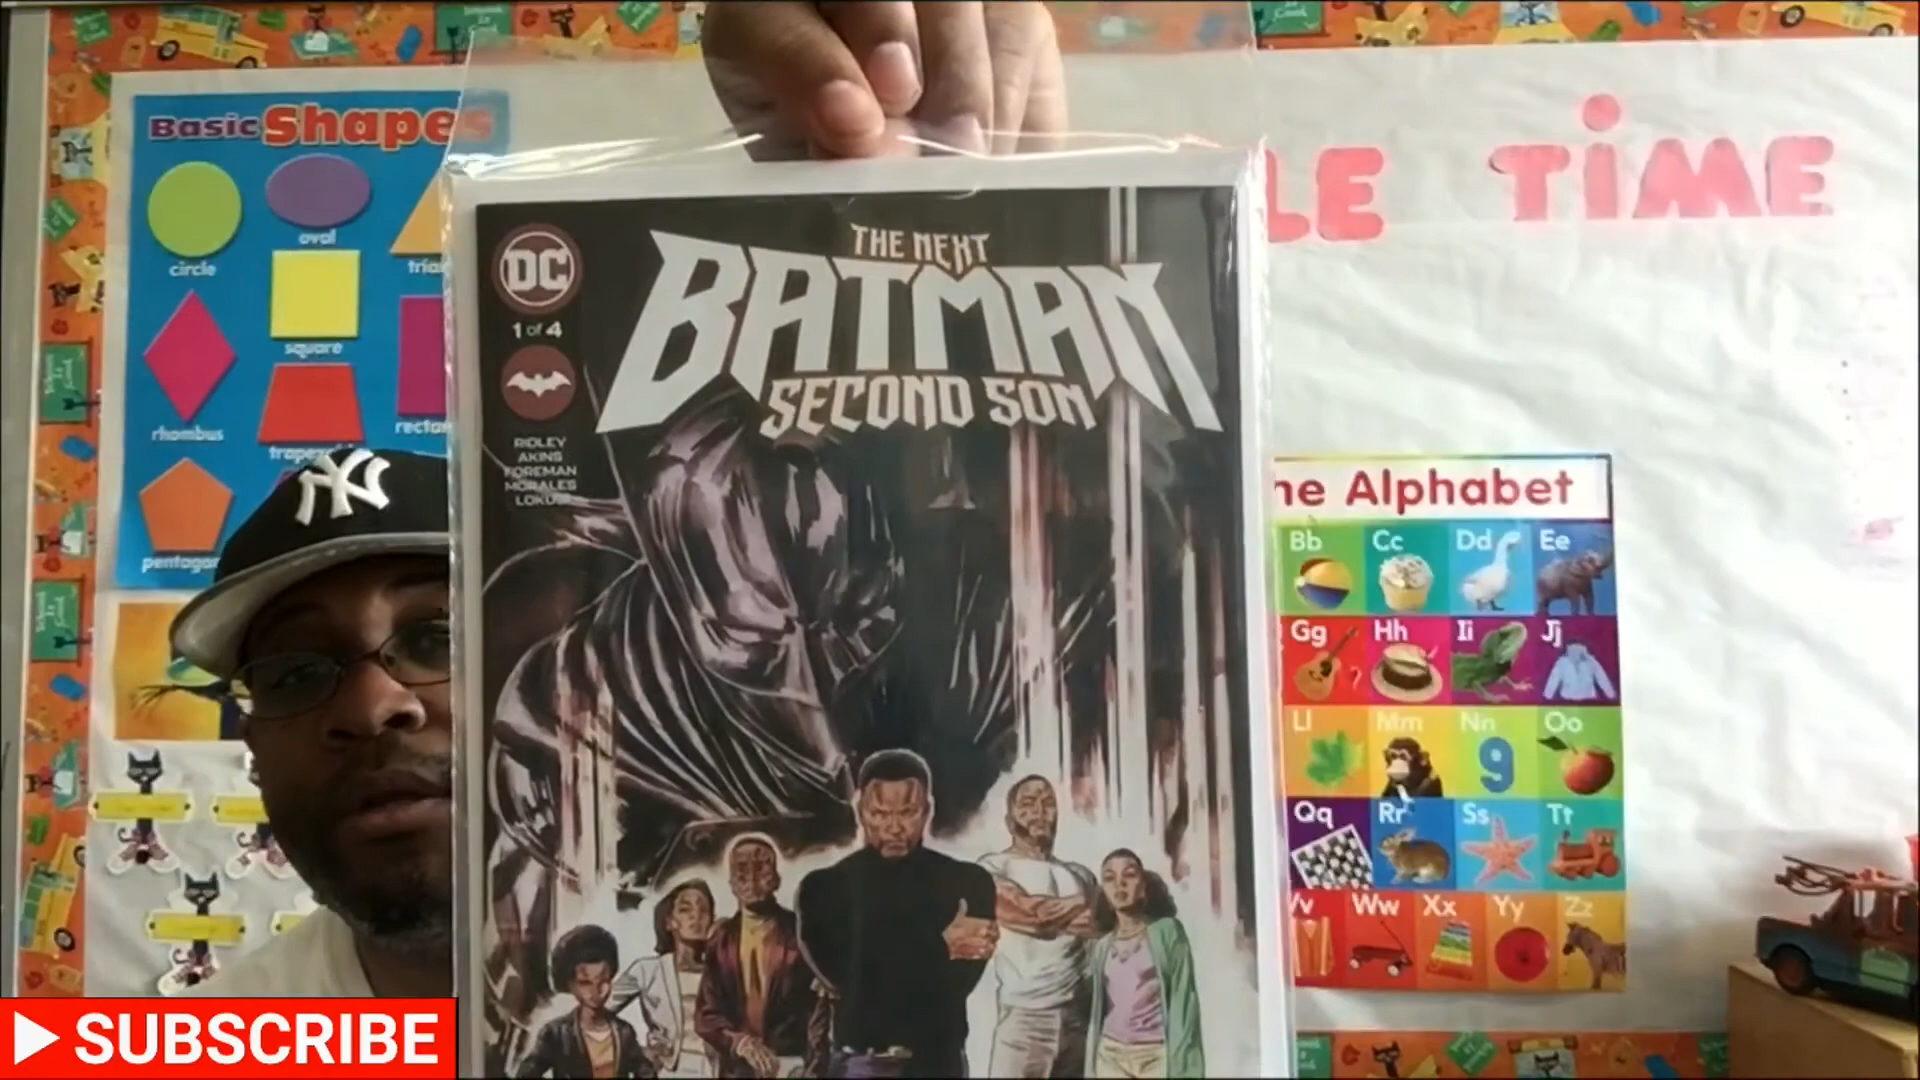 Basic Shapes
circle
oval
square
rhombus
NY
DC
1 of 4
RIDLEY
AKINS
FOREMAN
MORALES
THE NEXT
BATMAN
SECOND SON
LE TIME
he Alphabet
Bb Cc Dd Ee
Gg Hh Ii Jj
Ll Mm Nn Oo
9
Qq Rr Ss Tt
Vv Ww Xx Yy Zz
SUBSCRIBE